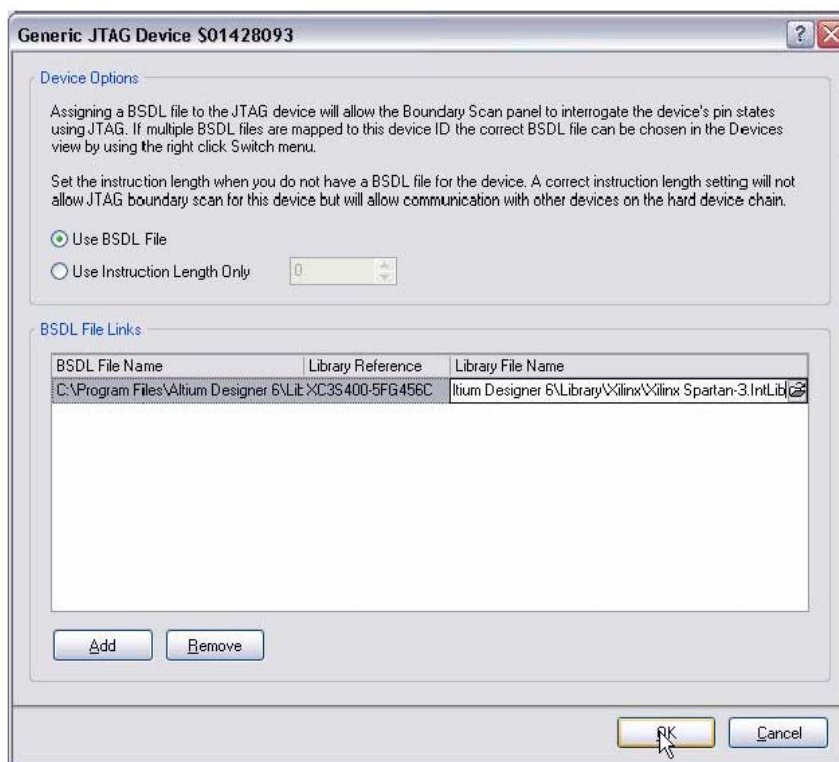 Generic JTAG Device $01428093
Device Options
Assigning a BSDL file to the JTAG device will allow the Boundary Scan panel to interrogate the device's pin states
using JTAG. If multiple BSDL files are mapped to this device ID the correct BSDL file can be chosen in the Devices
view by using the right click Switch menu.
Set the instruction length when you do not have a BSDL file for the device. A correct instruction length setting will not
allow JTAG boundary scan for this device but will allow communication with other devices on the hard device chain.
Use BSDL File
Use Instruction Length Only 0
BSDL File Links
BSDL File Name Library Reference Library File Name
C:\Program Files\Altium Designer 6\Lib XC3S400-5FG456C ltium Designer 6\Library\Xilinx\Xilinx Spartan-3.IntLib
Add Remove
OK Cancel